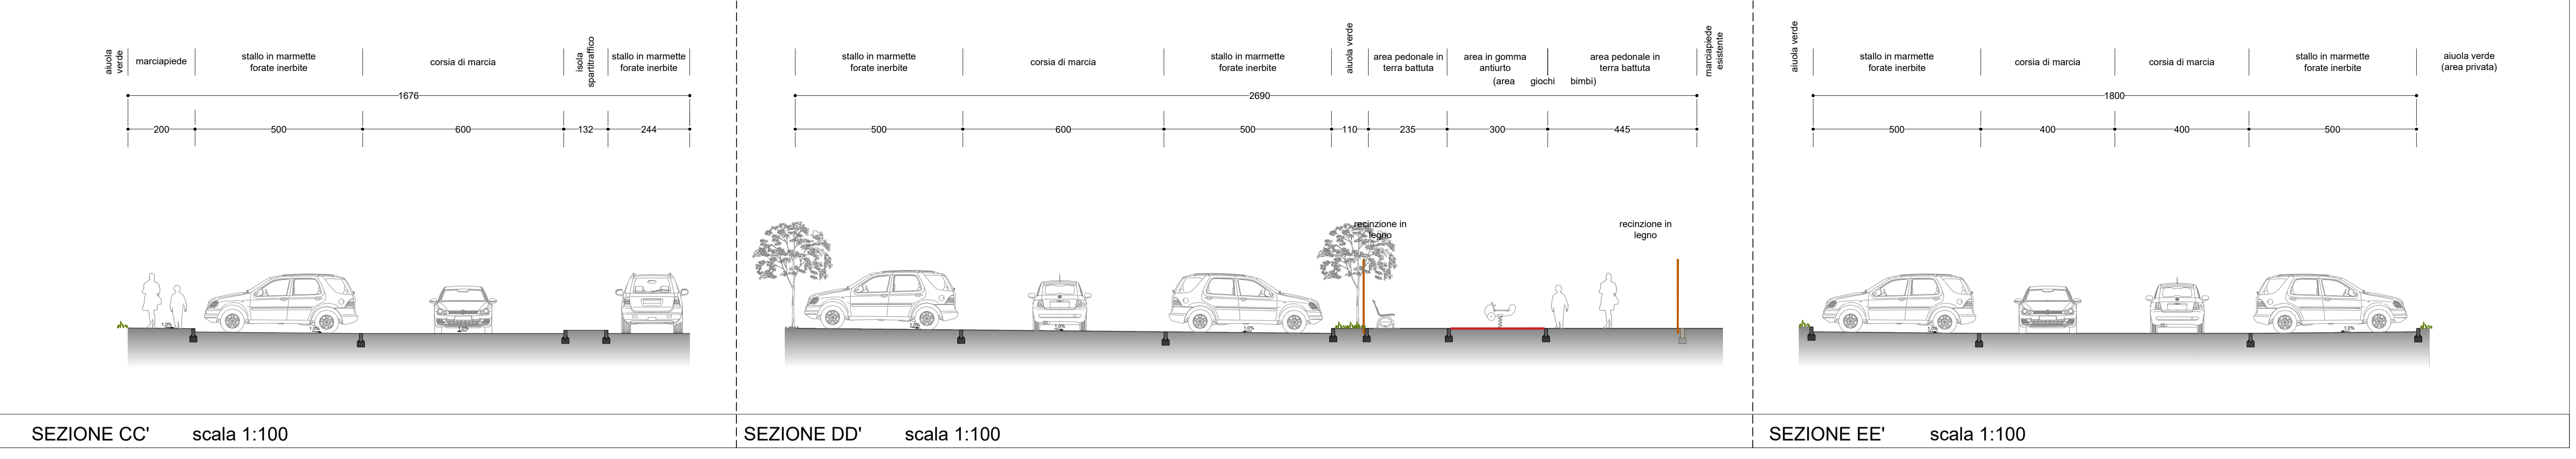 aiuola
verde
marciapiede
stallo in marmette
forate inerbite
corsia di marcia
isola
spartitraffico
stallo in marmette
forate inerbite
1676
200
500
600
132
244
1.0%
1.0%
1.0%
SEZIONE CC' scala 1:100
stallo in marmette
forate inerbite
corsia di marcia
stallo in marmette
forate inerbite
aiuola verde
area pedonale in
terra battuta
area in gomma
antiurto
area pedonale in
terra battuta
(area giochi bimbi)
marciapiede
esistente
2690
500
600
500
110
235
300
445
recinzione in
legno
recinzione in
legno
1.0%
1.0%
1.0%
SEZIONE DD' scala 1:100
aiuola verde
stallo in marmette
forate inerbite
corsia di marcia
corsia di marcia
stallo in marmette
forate inerbite
aiuola verde
(area privata)
1800
500
400
400
500
1.0%
1.0%
SEZIONE EE' scala 1:100